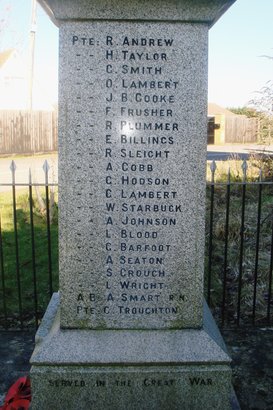 PTE. R. ANDREW
- - H. TAYLOR
- - C. SMITH
- - O. LAMBERT
- - J. B. COOKE
- - F. FRUSHER
- - R. PLUMMER
- - E. BILLINGS
- - R. SLEIGHT
- - A. COBB
- - C. HODSON
- - C. LAMBERT
- - W. STARBUCK
- - A. JOHNSON
- - L. BLOOD
- - C. BARFOOT
- - A. SEATON
- - S. CROUCH
- - L. WRIGHT
A.B. A. SMART R.N.
PTE. C. TROUGHTON
SERVED IN THE GREAT WAR